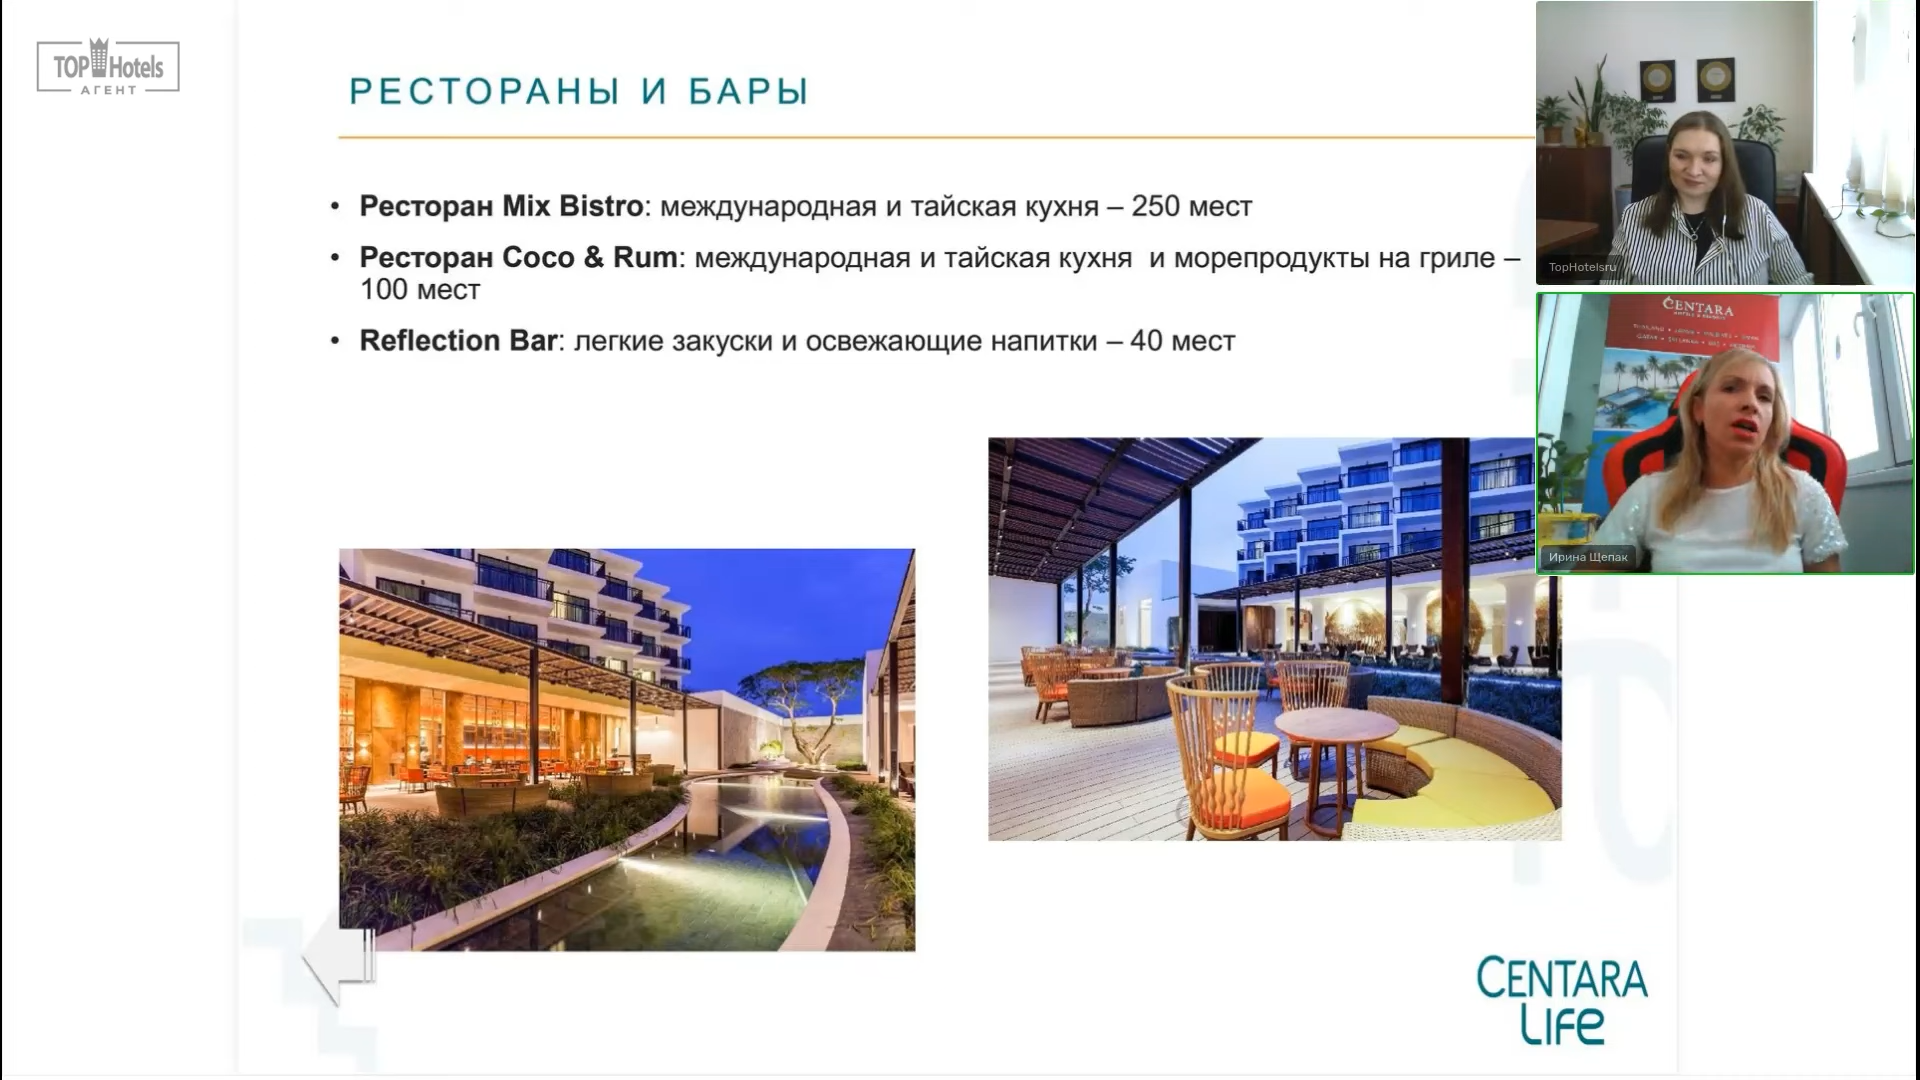 TOP Hotels
АГЕНТ
РЕСТОРАНЫ И БАРЫ
• Ресторан Mix Bistro: международная и тайская кухня – 250 мест
• Ресторан Coco & Rum: международная и тайская кухня и морепродукты на гриле –
100 мест
• Reflection Bar: легкие закуски и освежающие напитки – 40 мест
TopHotelsru
CENTARA
Ирина Щепак
CENTARA
LIFE